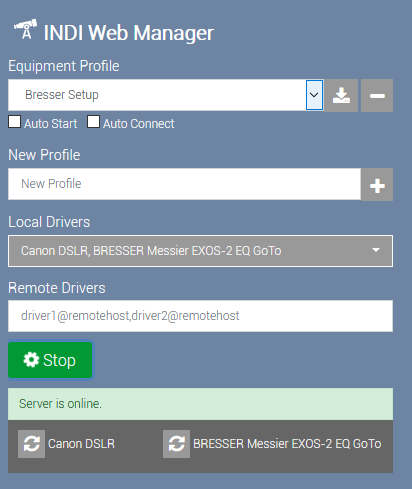 INDI Web Manager
Equipment Profile
Bresser Setup
Auto Start Auto Connect
New Profile
New Profile
Local Drivers
Canon DSLR, BRESSER Messier EXOS-2 EQ GoTo
Remote Drivers
driver1@remotehost,driver2@remotehost
Stop
Server is online.
Canon DSLR BRESSER Messier EXOS-2 EQ GoTo